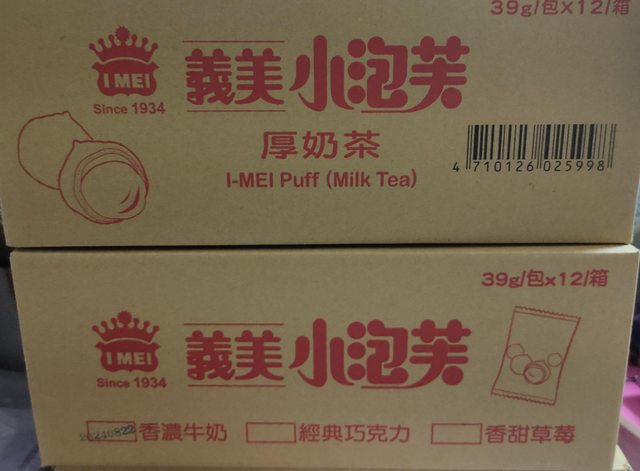 39g/包x12/箱
I MEI
義美小泡芙
Since 1934
厚奶茶
I-MEI Puff (Milk Tea)
4 710126 025998
39g/包x12/箱
I MEI
義美小泡芙
Since 1934
20240822 香濃牛奶 經典巧克力 香甜草莓